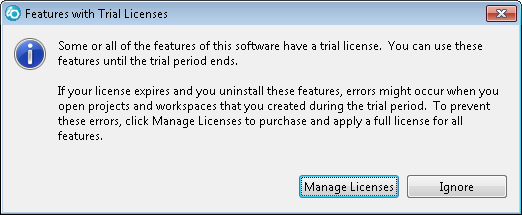 Features with Trial Licenses
Some or all of the features of this software have a trial license.  You can use these
features until the trial period ends.
If your license expires and you uninstall these features, errors might occur when you
open projects and workspaces that you created during the trial period.  To prevent
these errors, click Manage Licenses to purchase and apply a full license for all
features.
Manage Licenses
Ignore